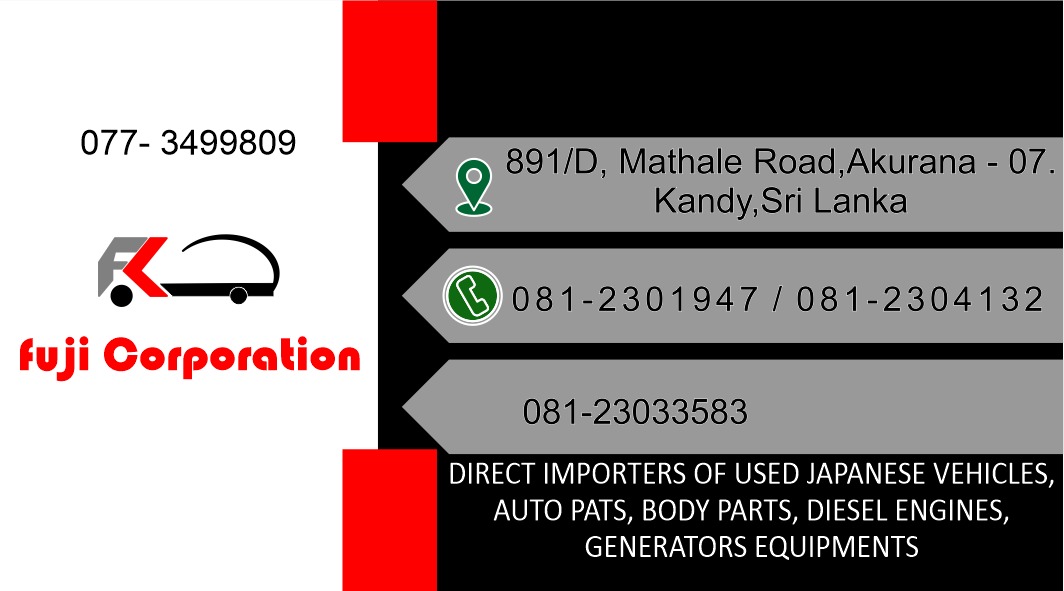 077- 3499809
FK
fuji Corporation
891/D, Mathale Road,Akurana - 07.
Kandy,Sri Lanka
081-2301947 / 081-2304132
081-23033583
DIRECT IMPORTERS OF USED JAPANESE VEHICLES,
AUTO PATS, BODY PARTS, DIESEL ENGINES,
GENERATORS EQUIPMENTS